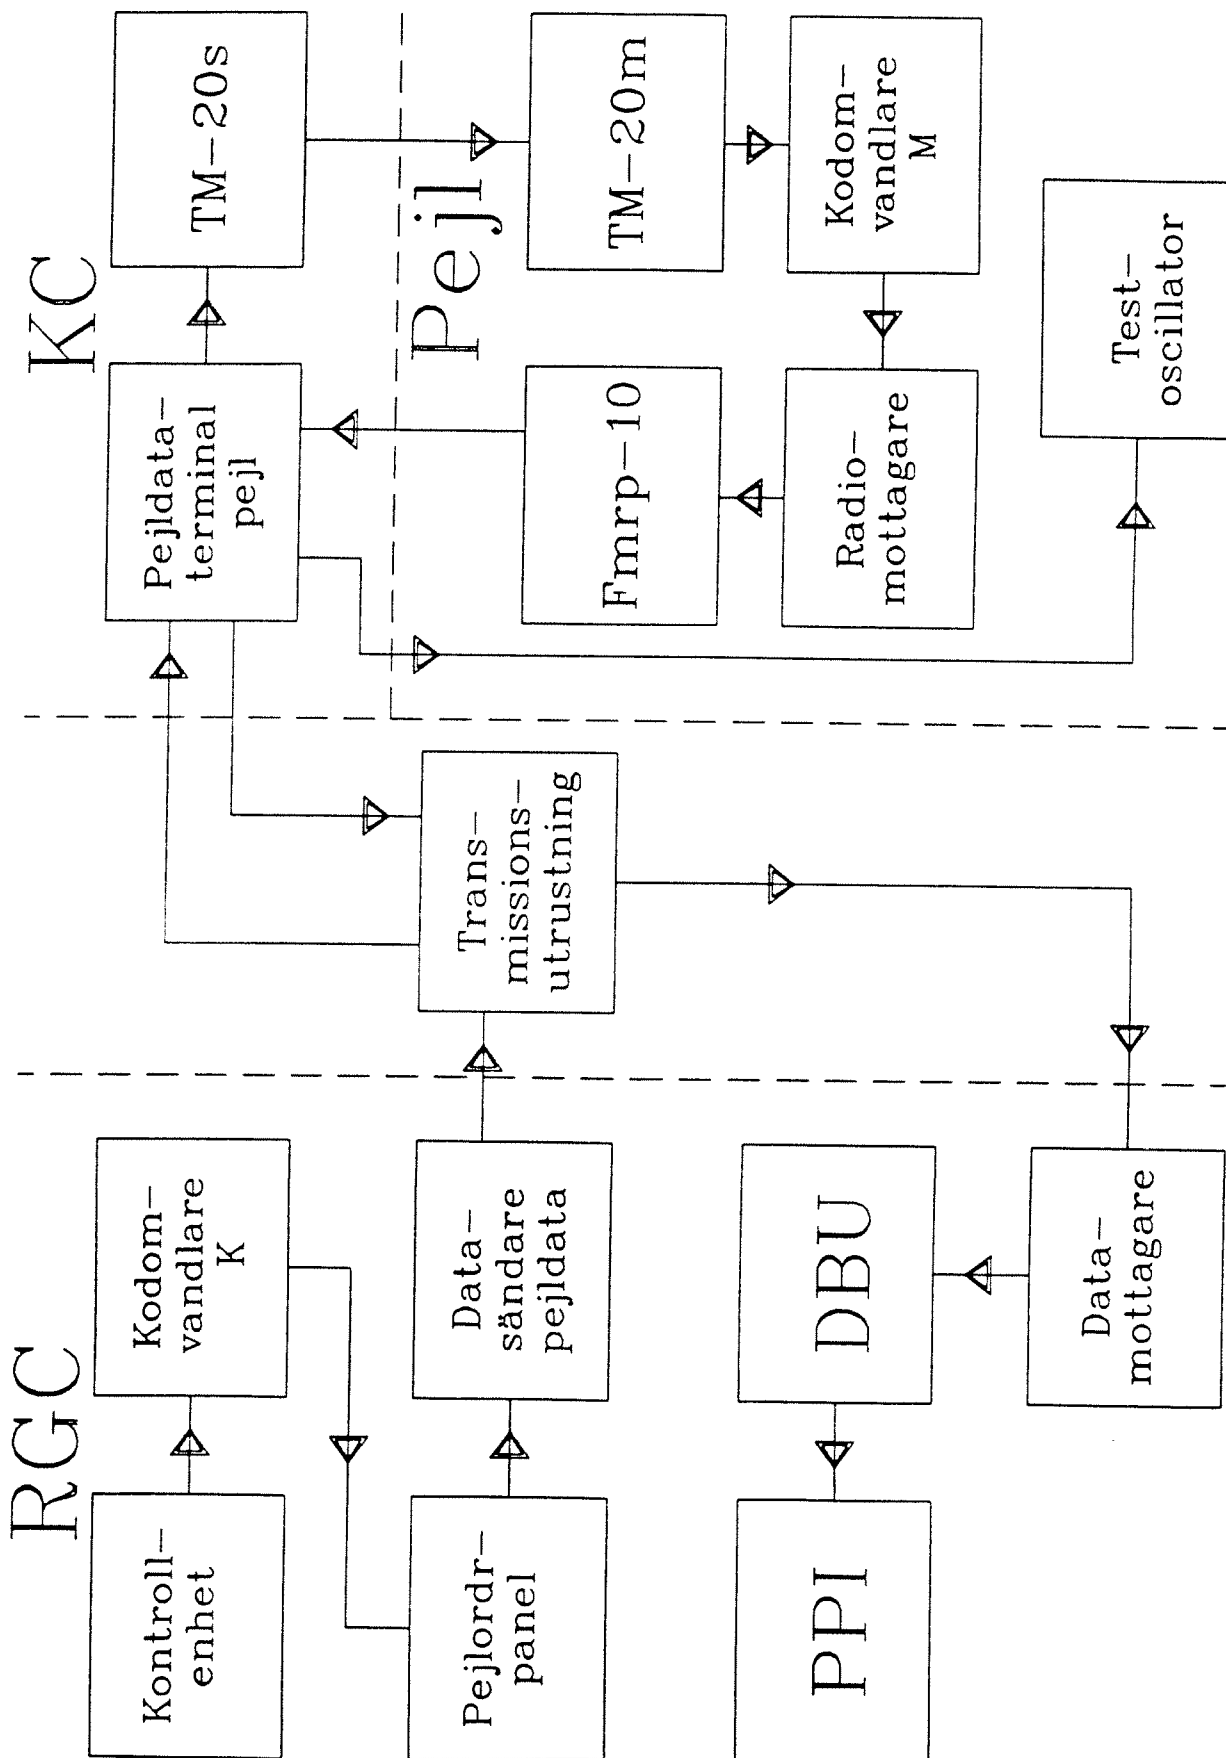 RGC
KC
Kontroll-
enhet
Kodom-
vandlare
K
Pejldata-
terminal
pejl
TM-20s
Pejlordr-
panel
Data-
sändare
pejldata
Trans-
missions-
utrustning
Pejl
Fmrp-10
TM-20m
PPI
DBU
Radio-
mottagare
Kodom-
vandlare
M
Data-
mottagare
Test-
oscillator